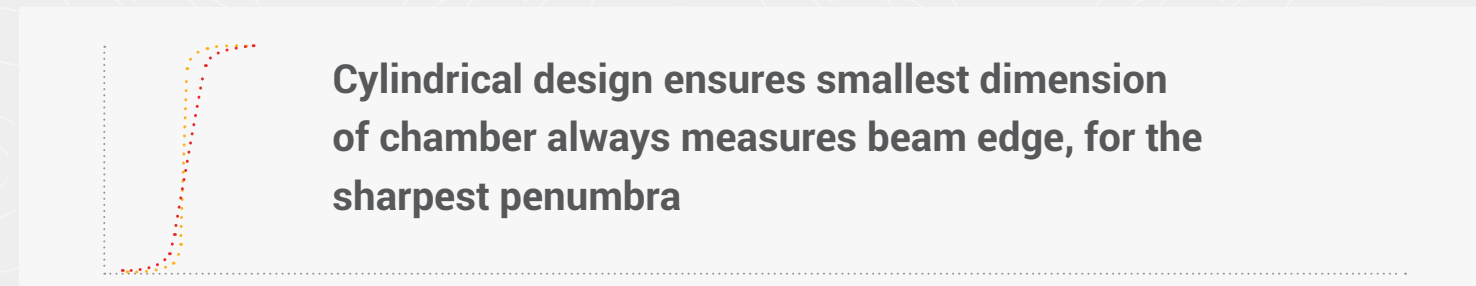 Cylindrical design ensures smallest dimension
of chamber always measures beam edge, for the
sharpest penumbra